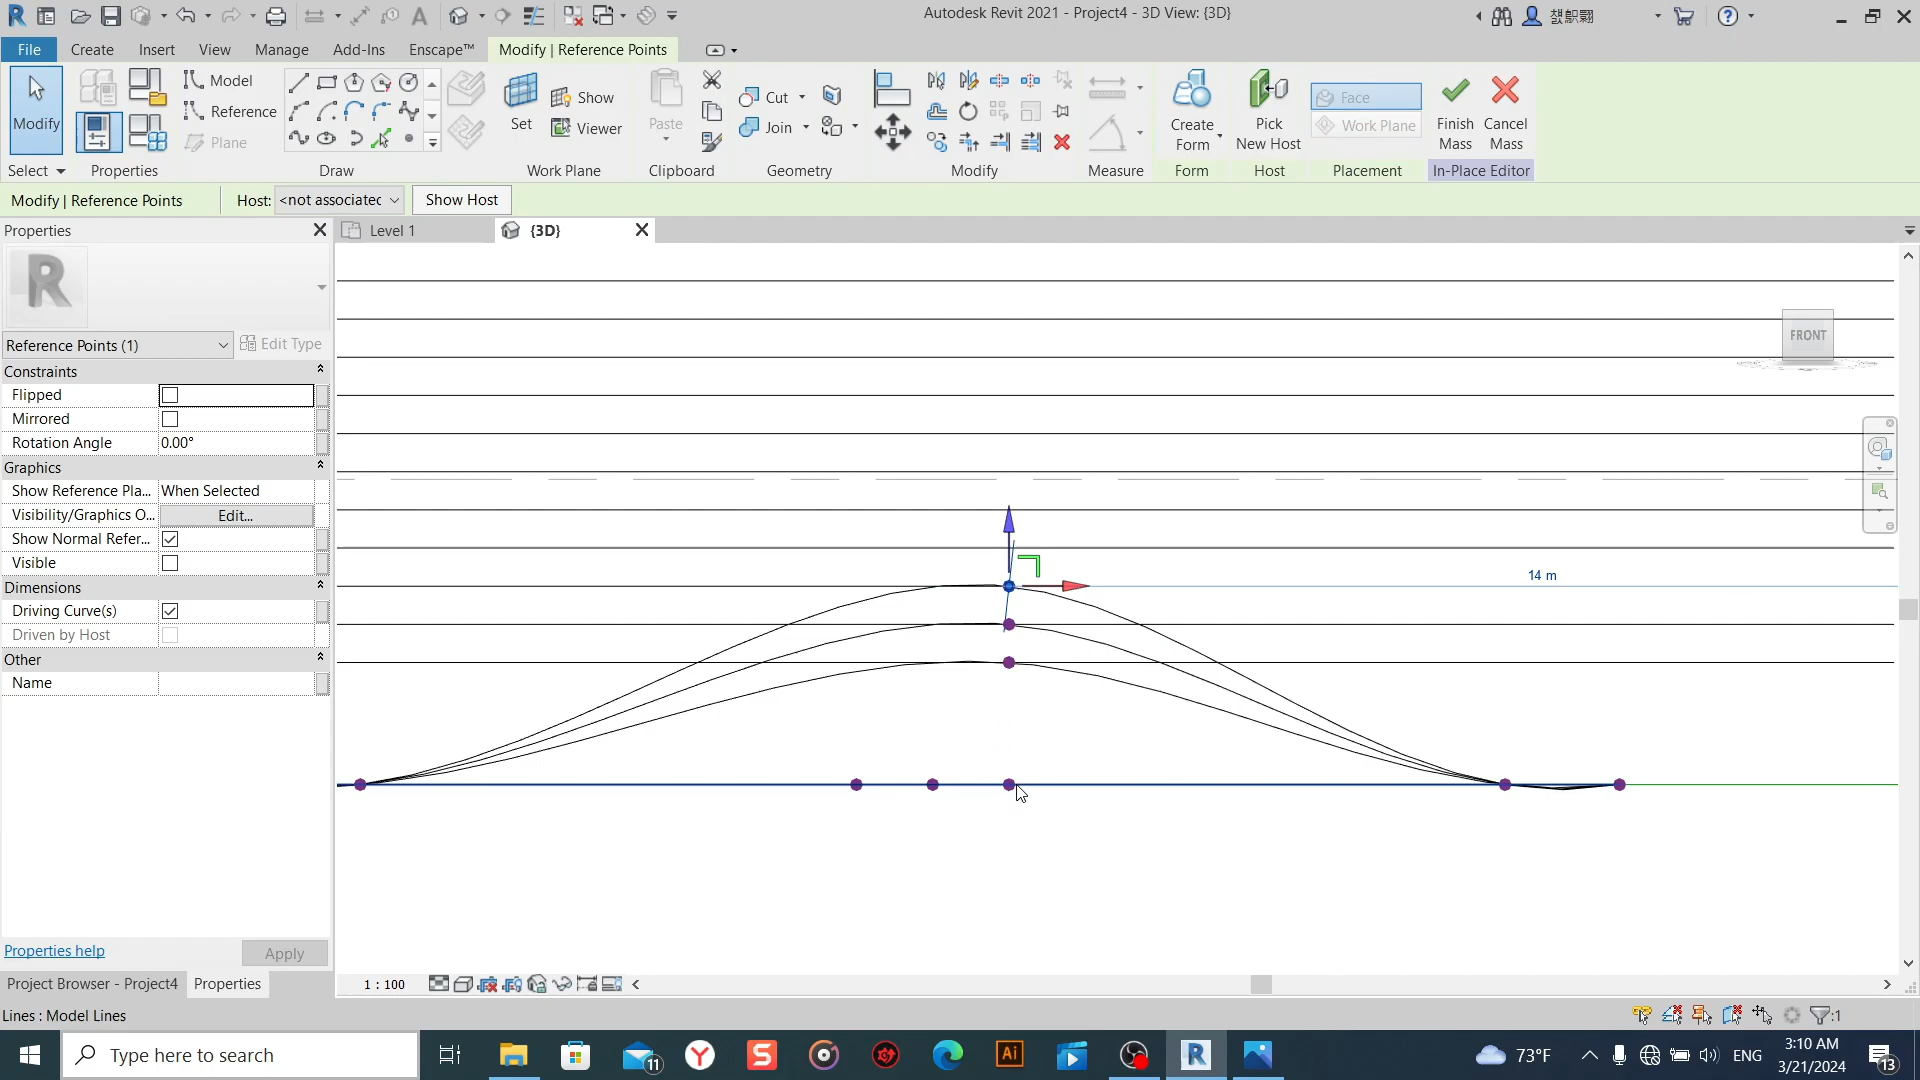 Autodesk Revit 2021 - Project4 - 3D View: {3D}
File
Create
Insert
View
Manage
Add-Ins
Enscape™
Modify | Reference Points
Modify
Model
Reference
Plane
Set
Show
Viewer
Paste
Cut
Join
Create
Form
Pick
New Host
Face
Work Plane
Finish
Mass
Cancel
Mass
Select
Properties
Draw
Work Plane
Clipboard
Geometry
Modify
Measure
Form
Host
Placement
In-Place Editor
Modify | Reference Points
Host:
<not associatec
Show Host
Properties
Level 1
{3D}
R
Reference Points (1)
Edit Type
Constraints
Flipped
Mirrored
Rotation Angle
0.00°
Graphics
Show Reference Pla...
When Selected
Visibility/Graphics O...
Edit...
Show Normal Refer...
Visible
Dimensions
Driving Curve(s)
Driven by Host
Other
Name
FRONT
14 m
Properties help
Apply
Project Browser - Project4
Properties
1 : 100
Lines : Model Lines
:1
Type here to search
11
Y
S
Ai
R
73°F
ENG
3:10 AM
3/21/2024
13